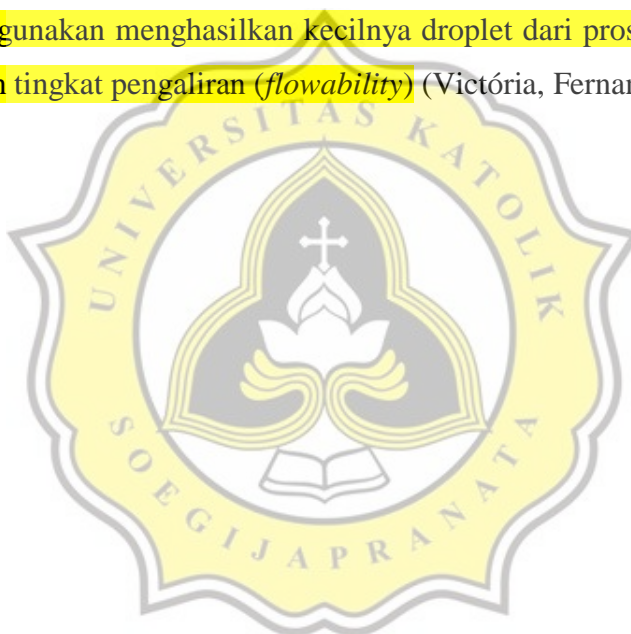 gunakan menghasilkan kecilnya droplet dari pros
tingkat pengaliran (flowability) (Victória, Fernan
UNIVERSITAS KATOLIK
SOEGIJAPRANATA